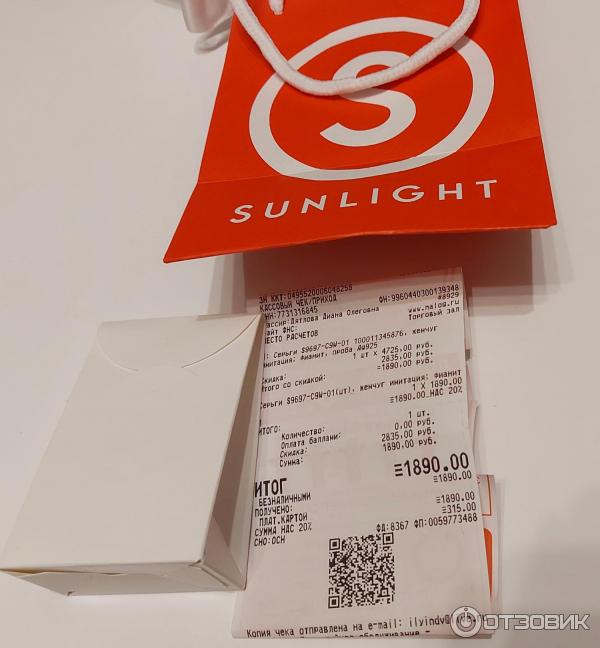 S
SUNLIGHT
ЗН ККТ:0495520006048258
КАССОВЫЙ ЧЕК/ПРИХОД
ФН:9960440300139348
ИНН:7731316845
www.nalog.ru
Кассир:Дятлова Диана Олеговна
#8929
Сайт ФНС:
Торговый зал
МЕСТО РАСЧЕТОВ
Серьги S9697-C9W-01 100011345876, жемчуг
имитация: Фианит, проба Ag925
1 шт x 4725.00 руб.
Скидка: 2835.00 руб.
Итого со скидкой: =1890.00 руб.
Серьги S9697-C9W-01(шт), жемчуг имитация: Фианит
1 X 1890.00
≡1890.00 НДС 20%
ИТОГО:
Количество: 1 шт.
Оплата баллами: 0.00 руб.
Скидка: 2835.00 руб.
Сумма: 1890.00 руб.
ИТОГ ≡1890.00
БЕЗНАЛИЧНЫМИ ≡1890.00
ПОЛУЧЕНО:
ПЛАТ.КАРТОЙ ≡1890.00
СУММА НДС 20% ≡315.00
СНО:ОСН ФД:8367 ФП:0059773488
Копия чека отправлена на e-mail:
ОТЗОВИК